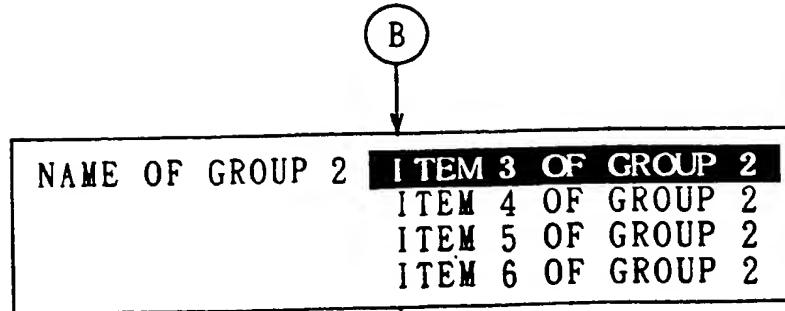 B
NAME OF GROUP 2 ITEM 3 OF GROUP 2
ITEM 4 OF GROUP 2
ITEM 5 OF GROUP 2
ITEM 6 OF GROUP 2